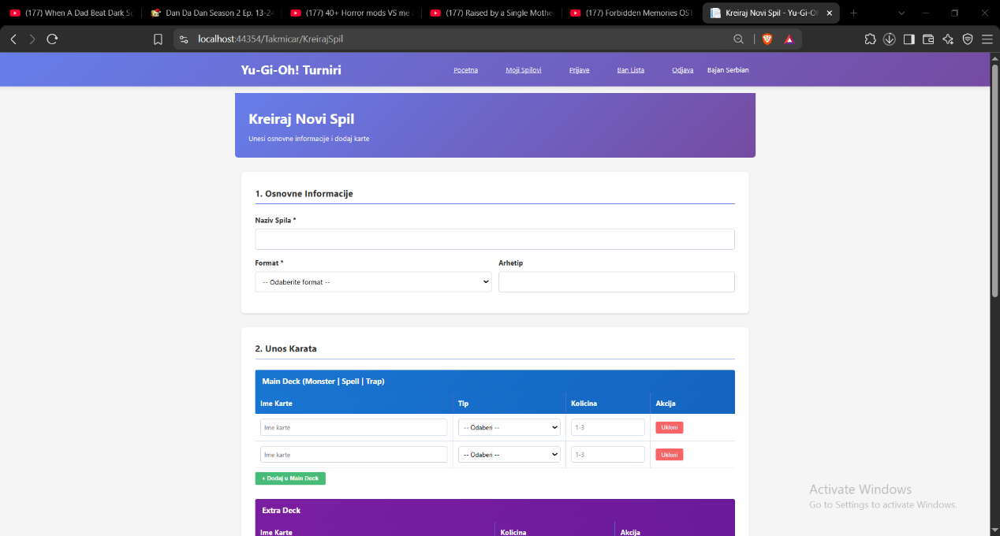 (177) When A Dad Beat Dark So
Dan Da Dan Season 2 Ep. 13-24
(177) 40+ Horror mods VS me a
(177) Raised by a Single Mothe
(177) Forbidden Memories OST
Kreiraj Novi Spil - Yu-Gi-O
localhost:44354/Takmicar/KreirajSpil
Yu-Gi-Oh! Turniri
Pocetna
Moji Spilovi
Prijave
Ban Lista
Odjava
Bajan Serbian
Kreiraj Novi Spil
Unesi osnovne informacije i dodaj karte
1. Osnovne Informacije
Naziv Spila *
Format *
Arhetip
-- Odaberite format --
2. Unos Karata
Main Deck (Monster | Spell | Trap)
Ime Karte
Tip
Kolicina
Akcija
Ime karte
-- Odaberi --
1-3
Ukloni
Ime karte
-- Odaberi --
1-3
Ukloni
+ Dodaj u Main Deck
Extra Deck
Ime Karte
Kolicina
Akcija
Activate Windows
Go to Settings to activate Windows.